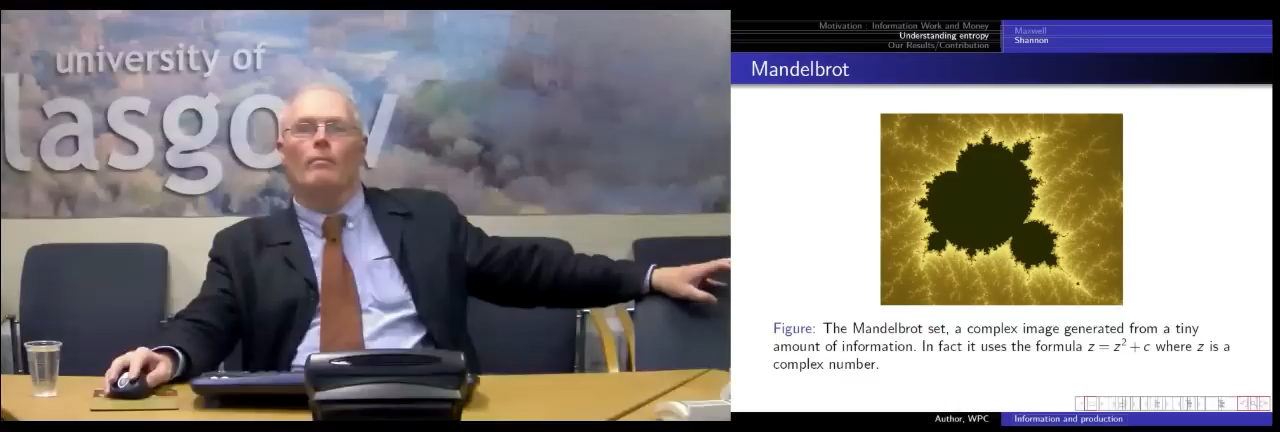 university of
lasgow
Motivation : Information Work and Money
Understanding entropy
Our Results/Contribution
Maxwell
Shannon
Mandelbrot
Figure: The Mandelbrot set, a complex image generated from a tiny
amount of information. In fact it uses the formula z = z² + c where z is a
complex number.
Author, WPC
Information and production